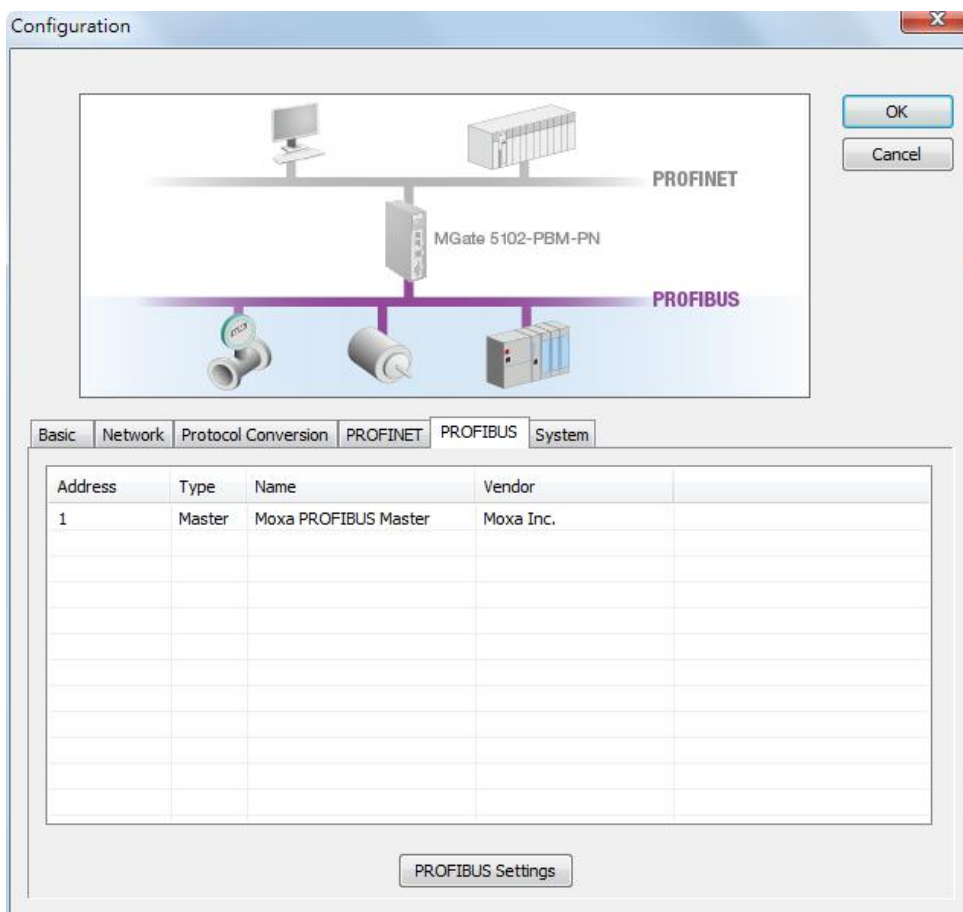 Configuration
OK
Cancel
PROFINET
MGate 5102-PBM-PN
PROFIBUS
Basic Network Protocol Conversion PROFINET PROFIBUS System
Address Type Name Vendor
1 Master Moxa PROFIBUS Master Moxa Inc.
PROFIBUS Settings